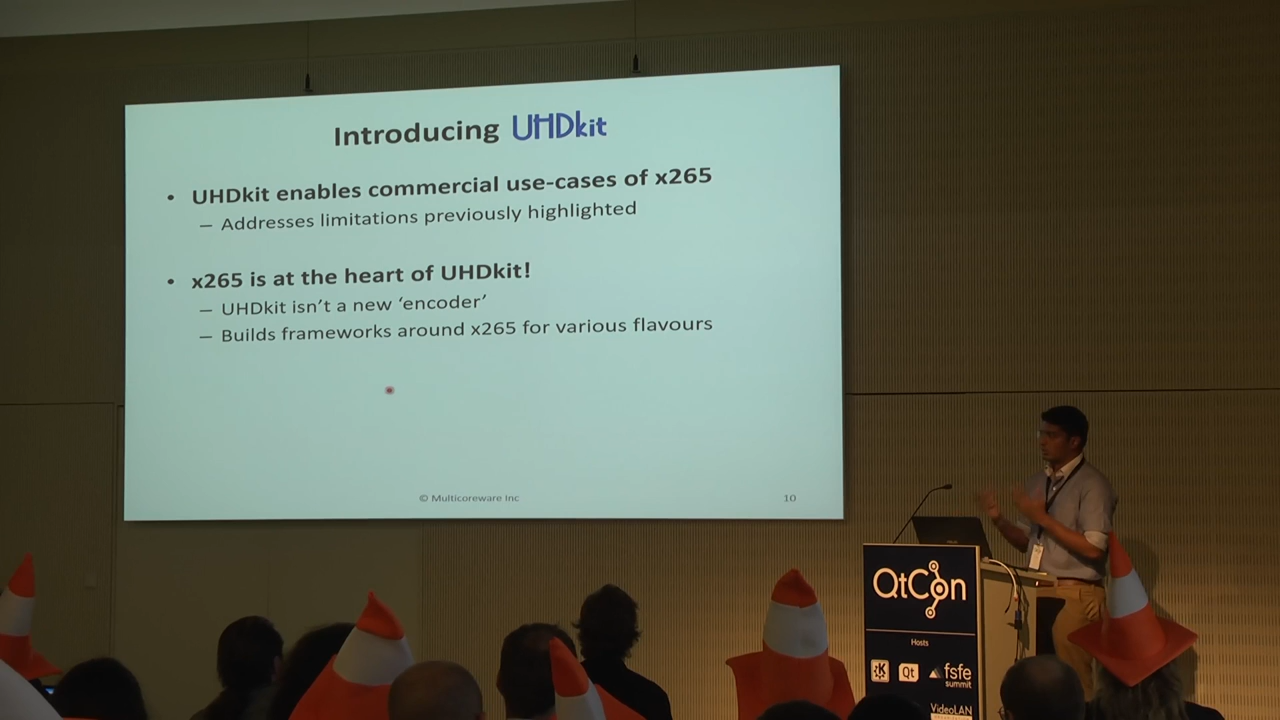 Introducing UHDkit
• UHDkit enables commercial use-cases of x265
– Addresses limitations previously highlighted
• x265 is at the heart of UHDkit!
– UHDkit isn't a new ‘encoder’
– Builds frameworks around x265 for various flavours
© Multicoreware Inc
10
QtCon
Hosts
Qt
fsfe
summit
VideoLAN